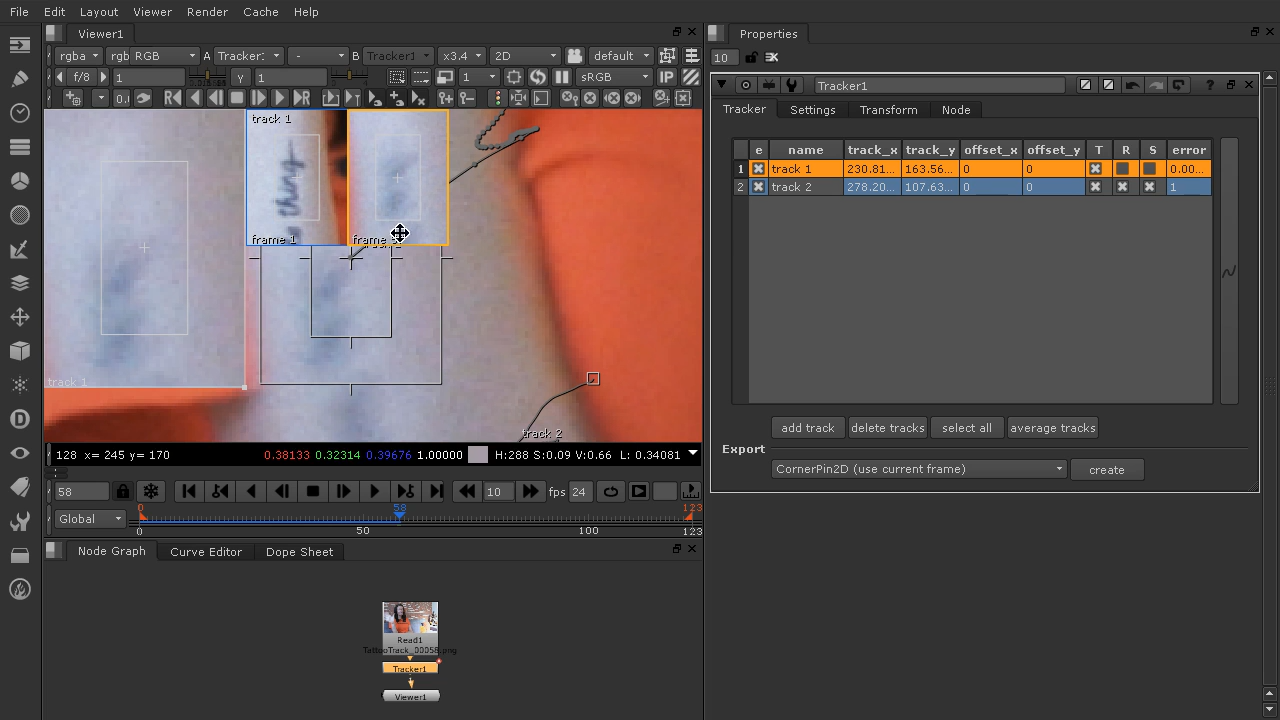 File Edit Layout Viewer Render Cache Help
Viewer1
rgba rgb RGB A Tracker: - B Tracker1 x3.4 2D default
f/8 1 y 1 1 sRGB IP
track 1
thing
frame 1 frame
track 1
track 2
128 x=245 y=170 0.38133 0.32314 0.39676 1.00000 H:288 S:0.09 V:0.66 L: 0.34081
58 10 fps 24
Global 0 58 123
0 50 100 123
Node Graph Curve Editor Dope Sheet
Read1
TattooTrack_00058.png
Tracker1
Viewer1
Properties
10
Tracker1 ?
Tracker Settings Transform Node
e name track_x track_y offset_x offset_y T R S error
1 track 1 230.81... 163.56... 0 0 0.00...
2 track 2 278.20... 107.63... 0 0 1
add track delete tracks select all average tracks
Export
CornerPin2D (use current frame) create